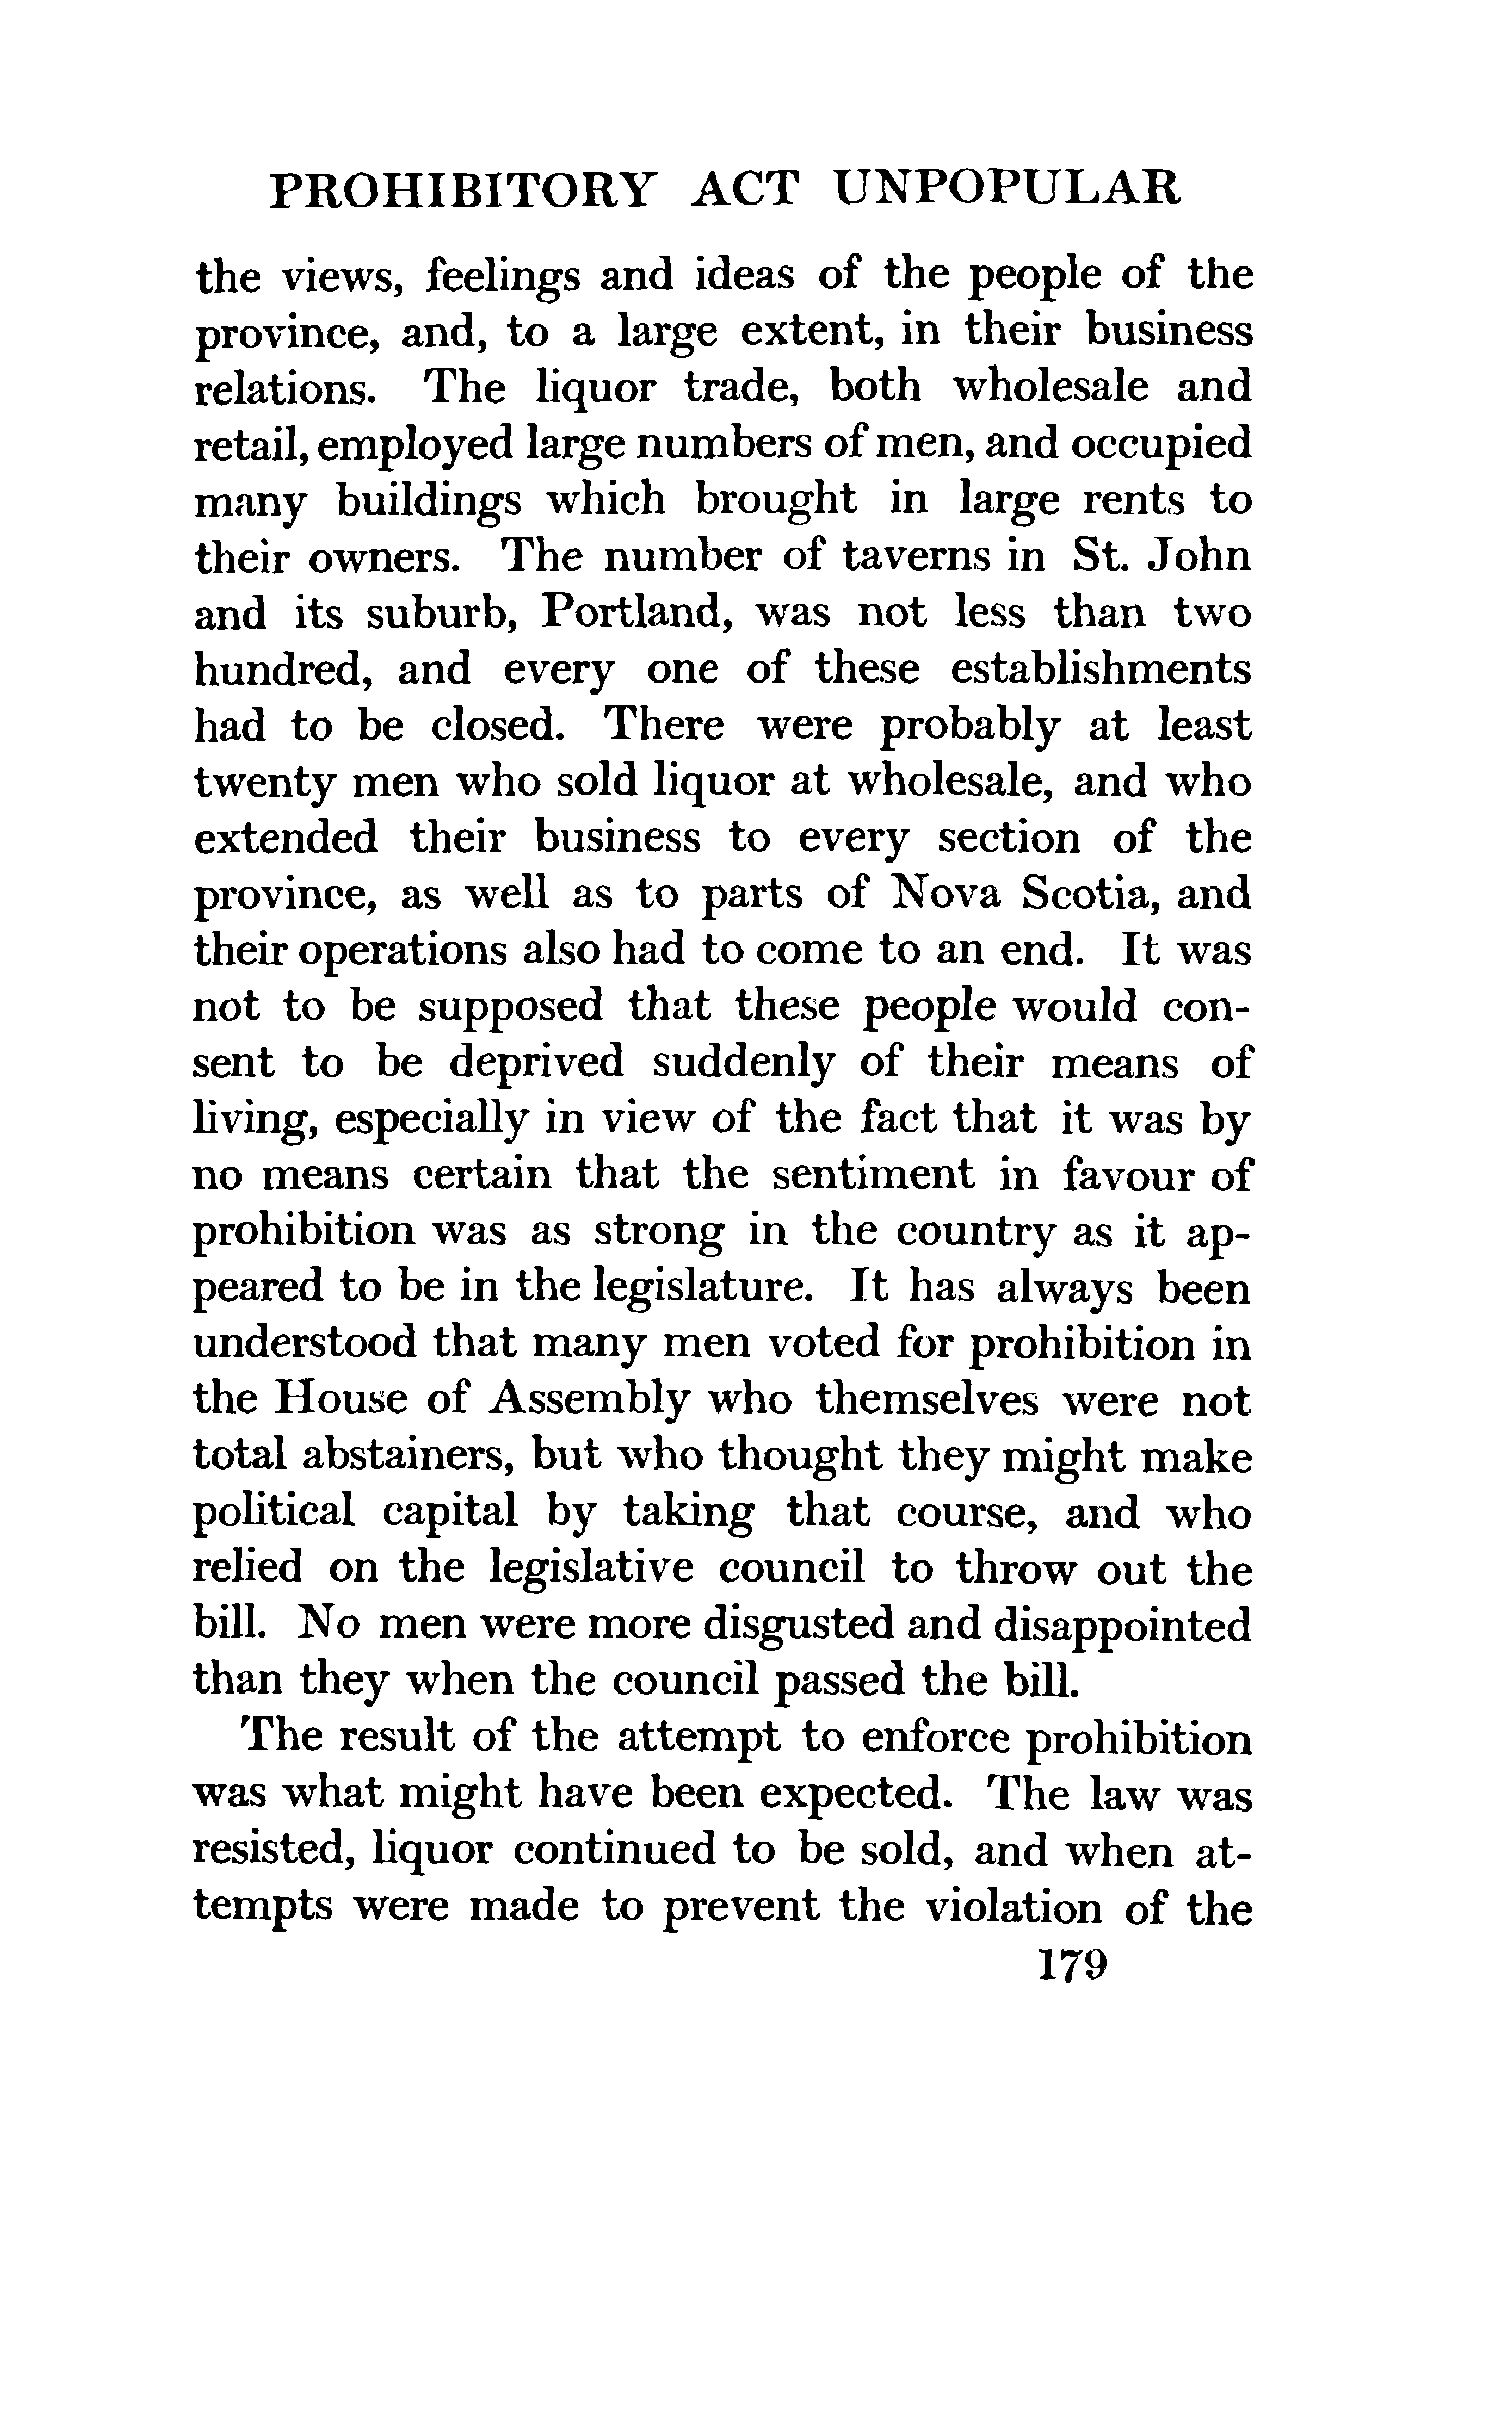 PROHIBITORY ACT UNPOPULAR
the views, feelings and ideas of the people of the
province, and, to a large extent, in their business
relations. The liquor trade, both wholesale and
retail, employed large numbers of men, and occupied
many buildings which brought in large rents to
their owners. The number of taverns in St. John
and its suburb, Portland, was not less than two
hundred, and every one of these establishments
had to be closed. There were probably at least
twenty men who sold liquor at wholesale, and who
extended their business to every section of the
province, as well as to parts of Nova Scotia, and
their operations also had to come to an end. It was
not to be supposed that these people would con-
sent to be deprived suddenly of their means of
living, especially in view of the fact that it was by
no means certain that the sentiment in favour of
prohibition was as strong in the country as it ap-
peared to be in the legislature. It has always been
understood that many men voted for prohibition in
the House of Assembly who themselves were not
total abstainers, but who thought they might make
political capital by taking that course, and who
relied on the legislative council to throw out the
bill. No men were more disgusted and disappointed
than they when the council passed the bill.
The result of the attempt to enforce prohibition
was what might have been expected. The law was
resisted, liquor continued to be sold, and when at-
tempts were made to prevent the violation of the
179